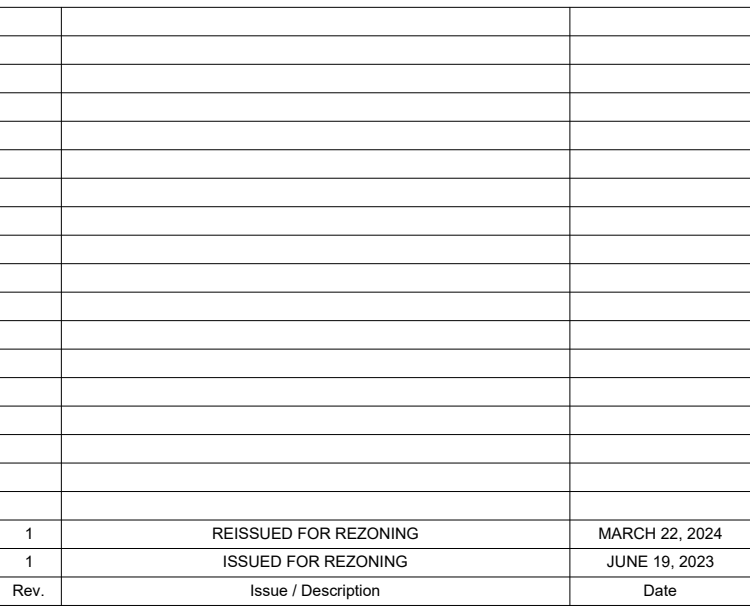 1 REISSUED FOR REZONING MARCH 22, 2024
1 ISSUED FOR REZONING JUNE 19, 2023
Rev. Issue / Description Date